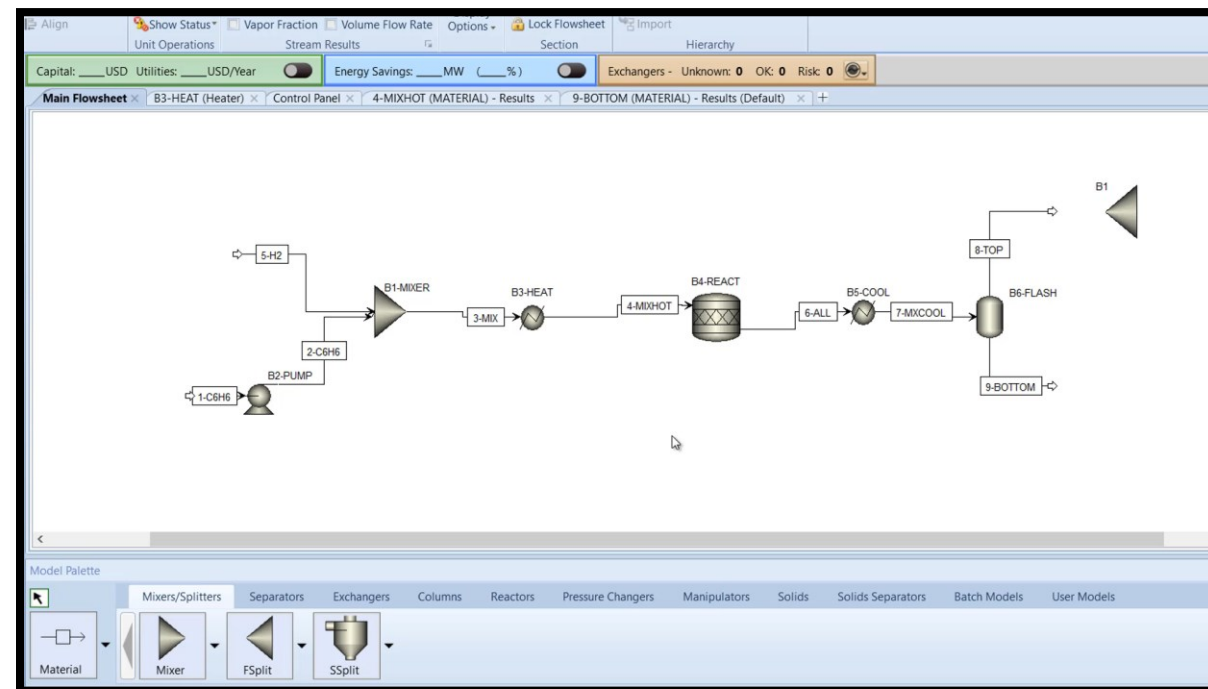 Align Show Status Vapor Fraction Volume Flow Rate Options Lock Flowsheet Import
Unit Operations Stream Results Section Hierarchy
Capital: ____USD Utilities: ____USD/Year Energy Savings: ____MW (____%) Exchangers - Unknown: 0 OK: 0 Risk: 0
Main Flowsheet × B3-HEAT (Heater) × Control Panel × 4-MIXHOT (MATERIAL) - Results × 9-BOTTOM (MATERIAL) - Results (Default) × +
B1
8-TOP
5-H2
B4-REACT
B1-MIXER
B3-HEAT
B5-COOL
B6-FLASH
4-MIXHOT
6-ALL
7-MXCOOL
3-MIX
2-C6H6
B2-PUMP
9-BOTTOM
1-C6H6
Model Palette
Mixers/Splitters Separators Exchangers Columns Reactors Pressure Changers Manipulators Solids Solids Separators Batch Models User Models
Material Mixer FSplit SSplit